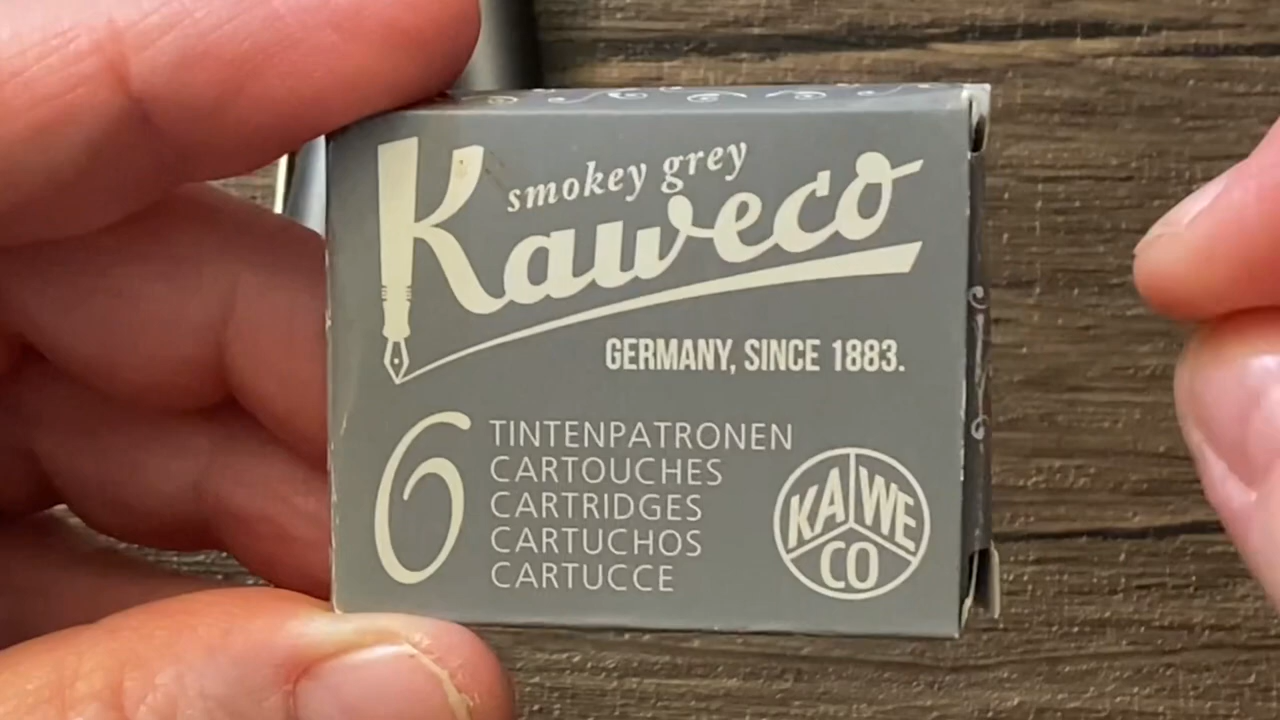 smokey grey
Kaweco
GERMANY, SINCE 1883.
6
TINTENPATRONEN
CARTOUCHES
CARTRIDGES
CARTUCHOS
CARTUCCE
KA WE
CO